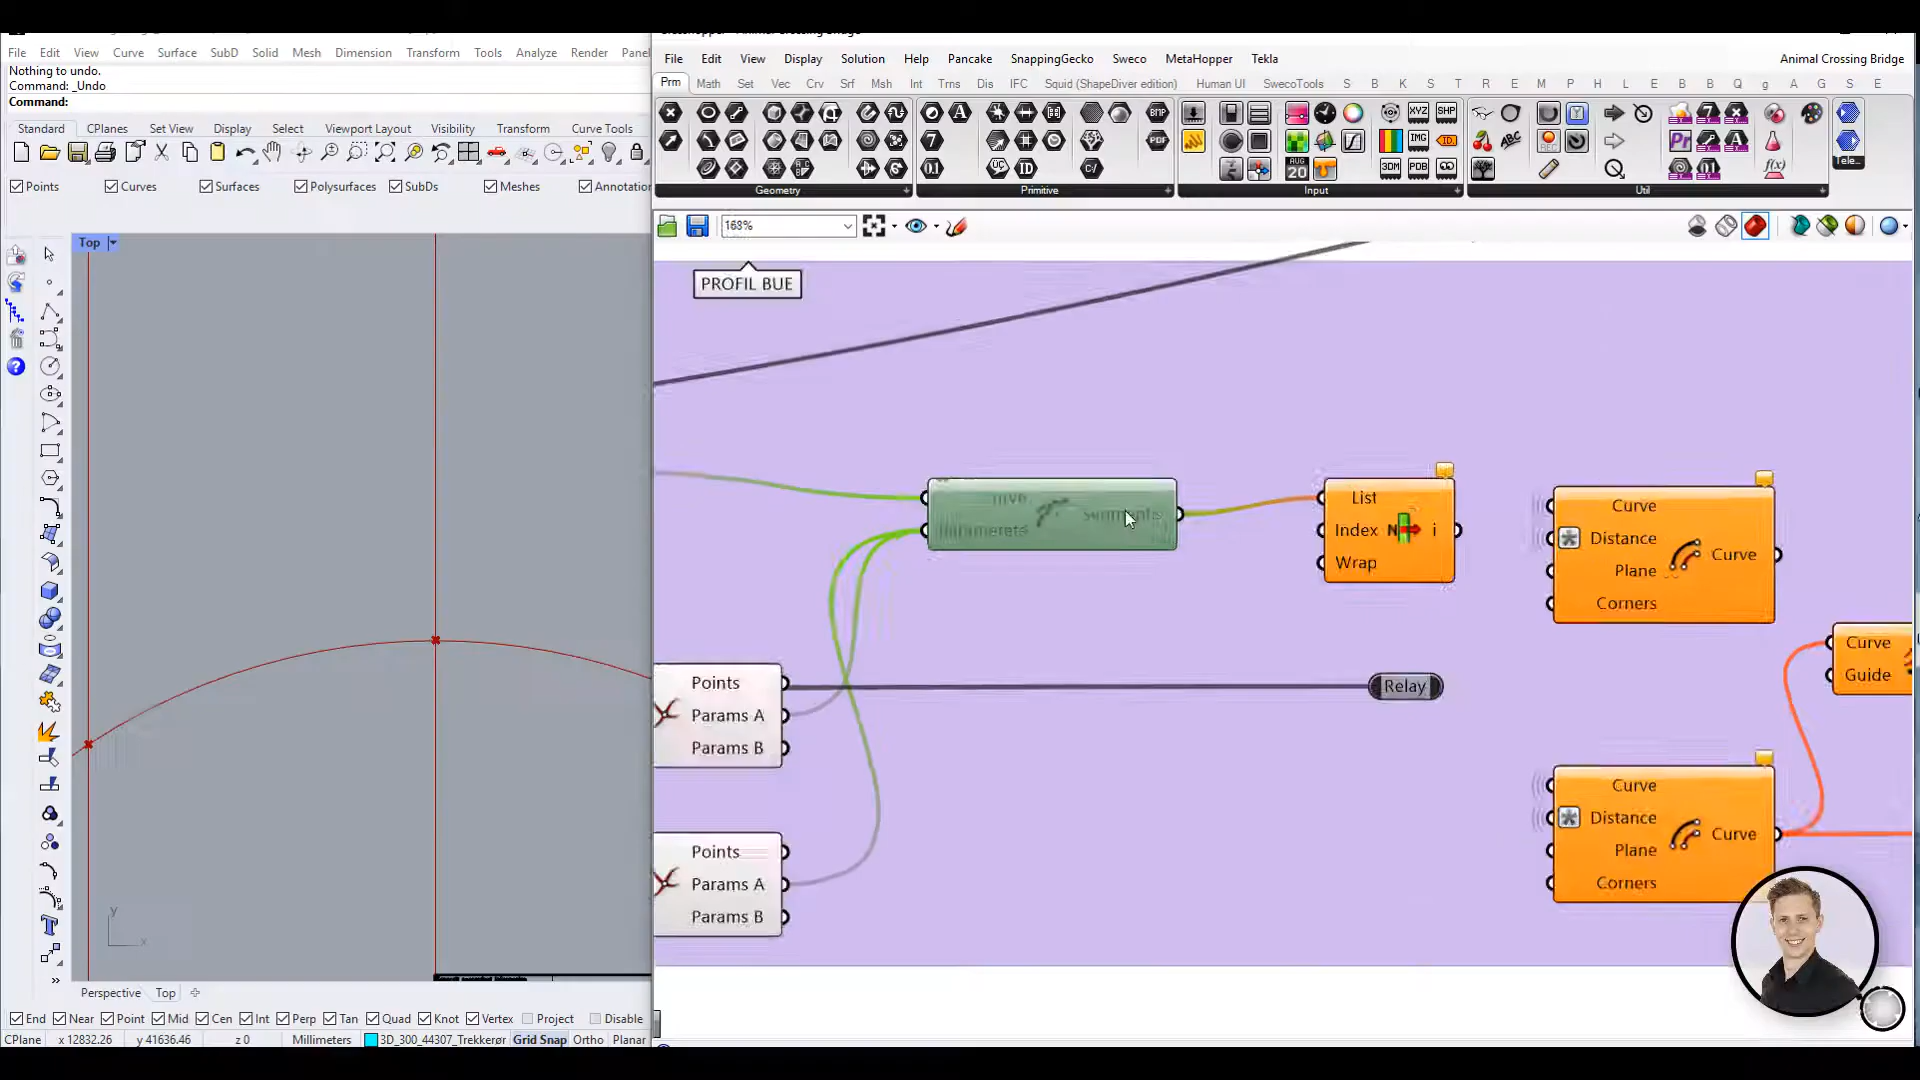 File Edit View Curve Surface SubD Solid Mesh Dimension Transform Tools Analyze Render Panel
Nothing to undo.
Command: _Undo
Command:
Standard CPlanes Set View Display Select Viewport Layout Visibility Transform Curve Tools
Points Curves Surfaces Polysurfaces SubDs Meshes Annotation
Top
y
x
Perspective Top
End Near Point Mid Cen Int Perp Tan Quad Knot Vertex Project Disable
CPlane x 12832.26 y 41636.46 z 0 Millimeters 3D_300_44307_Trekkerør Grid Snap Ortho Planar
File Edit View Display Solution Help Pancake SnappingGecko Sweco MetaHopper Tekla Animal Crossing Bridge
Prm Math Set Vec Crv Srf Msh Int Trns Dis IFC Squid (ShapeDiver edition) Human UI SwecoTools S B K S T R E M P H L B B Q g A S E
Geometry Primitive Input Util
Tele...
163%
PROFIL BUE
List
Index
Wrap
i
Curve
Distance
Plane
Corners
Curve
Points
Params A
Params B
Relay
Curve
Guide
Points
Params A
Params B
Curve
Distance
Plane
Corners
Curve